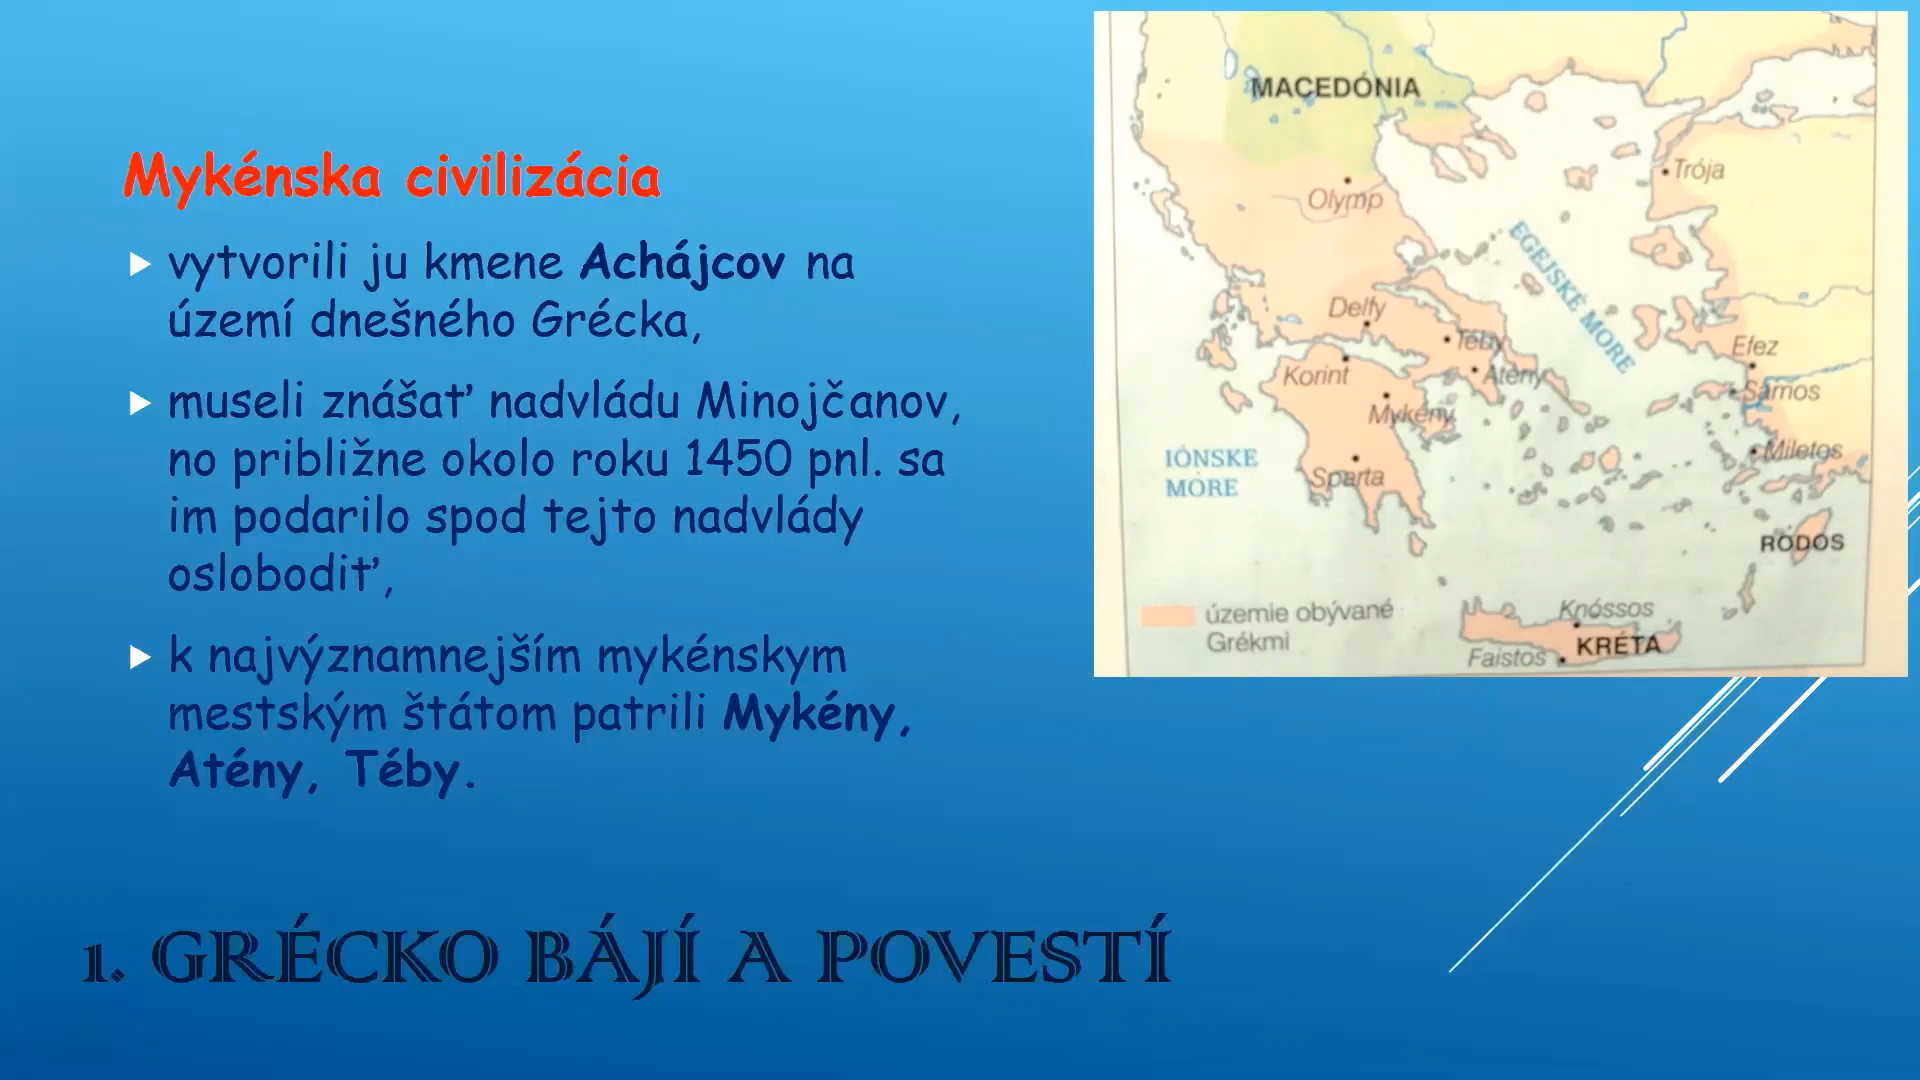 Mykénska civilizácia
vytvorili ju kmene Achájcov na
území dnešného Grécka,
museli znášať nadvládu Minojčanov,
no približne okolo roku 1450 pnl. sa
im podarilo spod tejto nadvlády
oslobodiť,
k najvýznamnejším mykénskym
mestským štátom patrili Mykény,
Atény, Téby.
MACEDÓNIA
Trója
Olymp
EGEJSKÉ MORE
Delfy
Téby
Efez
Korint
Atény
Samos
Mykény
IÓNSKE
MORE
Miletos
Sparta
RODOS
územie obývané
Grékmi
Knóssos
KRÉTA
Faistos
1. GRÉCKO BÁJÍ A POVESTÍ